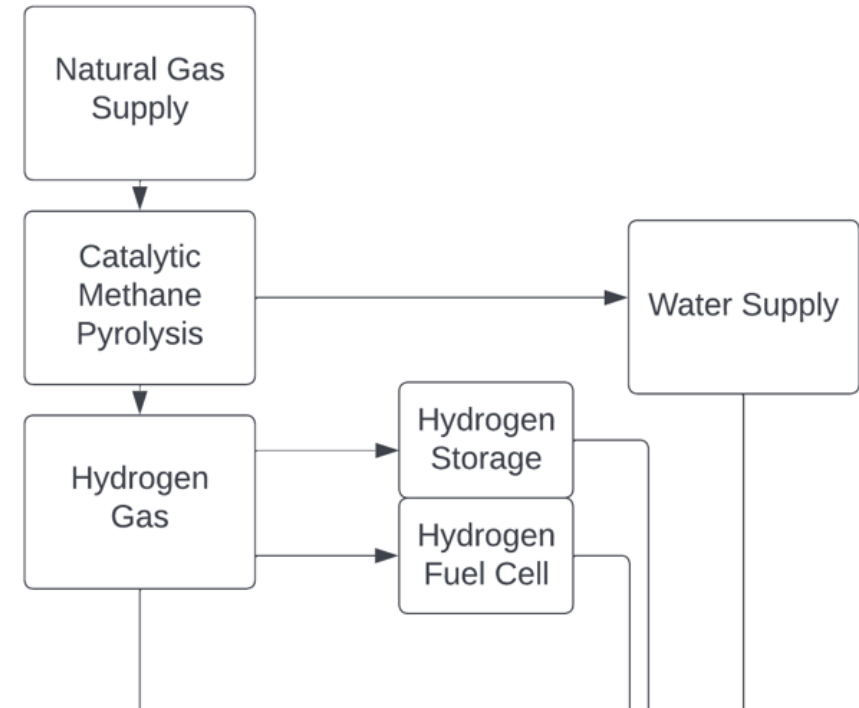 Natural Gas
Supply
Catalytic
Methane
Pyrolysis
Water Supply
Hydrogen
Storage
Hydrogen
Gas
Hydrogen
Fuel Cell